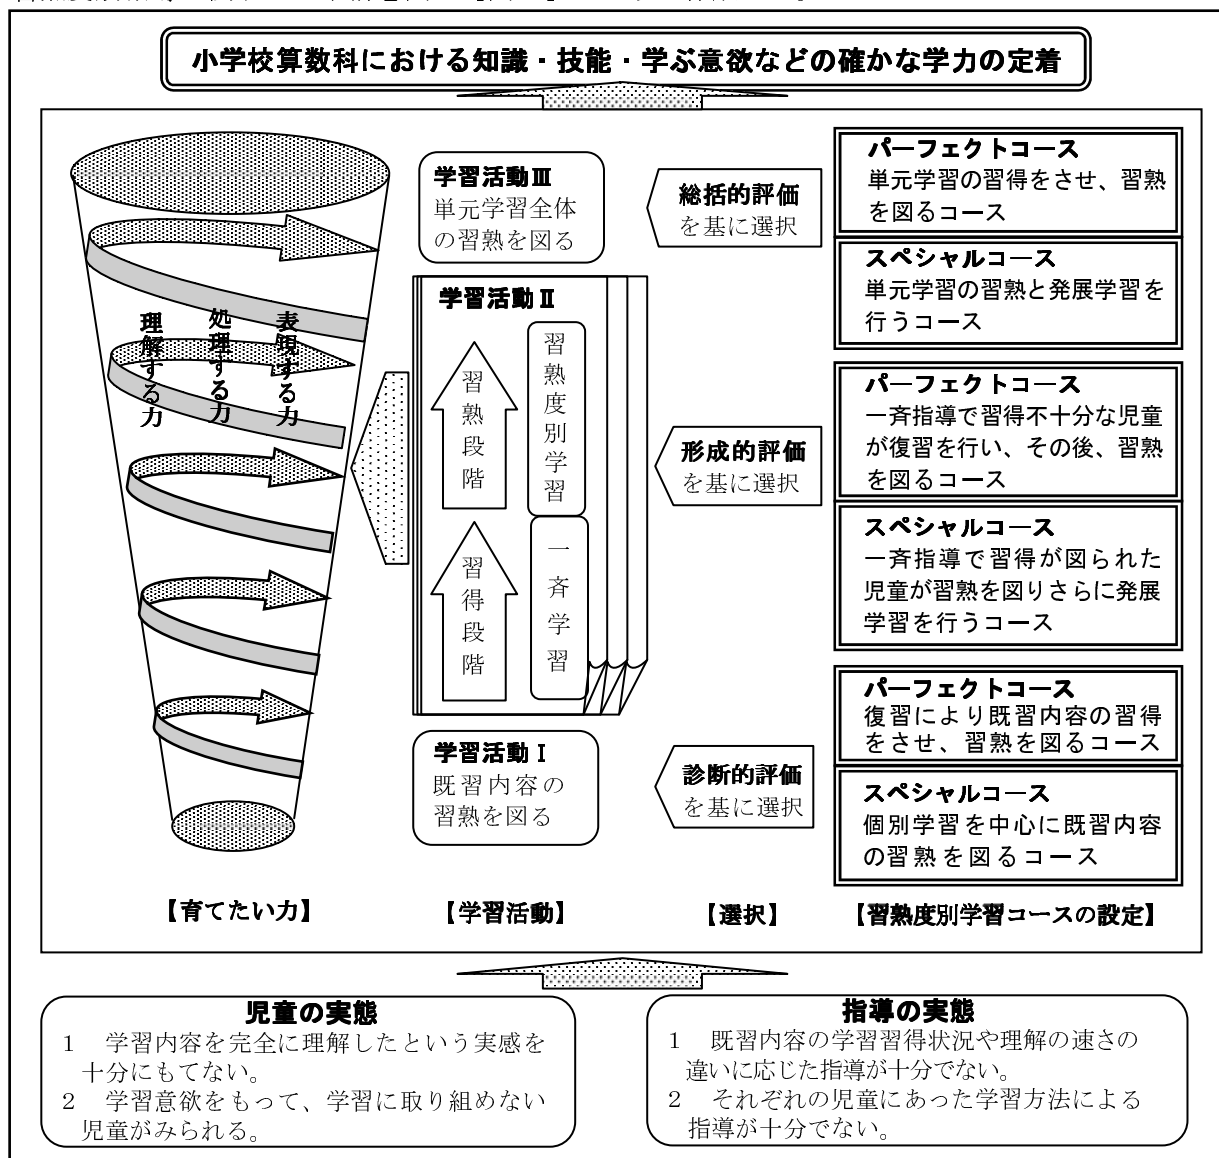 小学校算数科における知識・技能・学ぶ意欲などの確かな学力の定着
理解する力
処理する力
表現する力
学習活動Ⅲ
単元学習全体
の習熟を図る
学習活動Ⅱ
習熟段階
習熟度別学習
習得段階
一斉学習
学習活動Ⅰ
既習内容の
習熟を図る
総括的評価
を基に選択
形成的評価
を基に選択
診断的評価
を基に選択
パーフェクトコース
単元学習の習得をさせ、習熟
を図るコース
スペシャルコース
単元学習の習熟と発展学習を
行うコース
パーフェクトコース
一斉指導で習得不十分な児童
が復習を行い、その後、習熟
を図るコース
スペシャルコース
一斉指導で習得が図られた
児童が習熟を図りさらに発展
学習を行うコース
パーフェクトコース
復習により既習内容の習得
をさせ、習熟を図るコース
スペシャルコース
個別学習を中心に既習内容
の習熟を図るコース
【育てたい力】
【学習活動】
【選択】
【習熟度別学習コースの設定】
児童の実態
1 学習内容を完全に理解したという実感を
十分にもてない。
2 学習意欲をもって、学習に取り組めない
児童がみられる。
指導の実態
1 既習内容の学習習得状況や理解の速さの
違いに応じた指導が十分でない。
2 それぞれの児童にあった学習方法による
指導が十分でない。